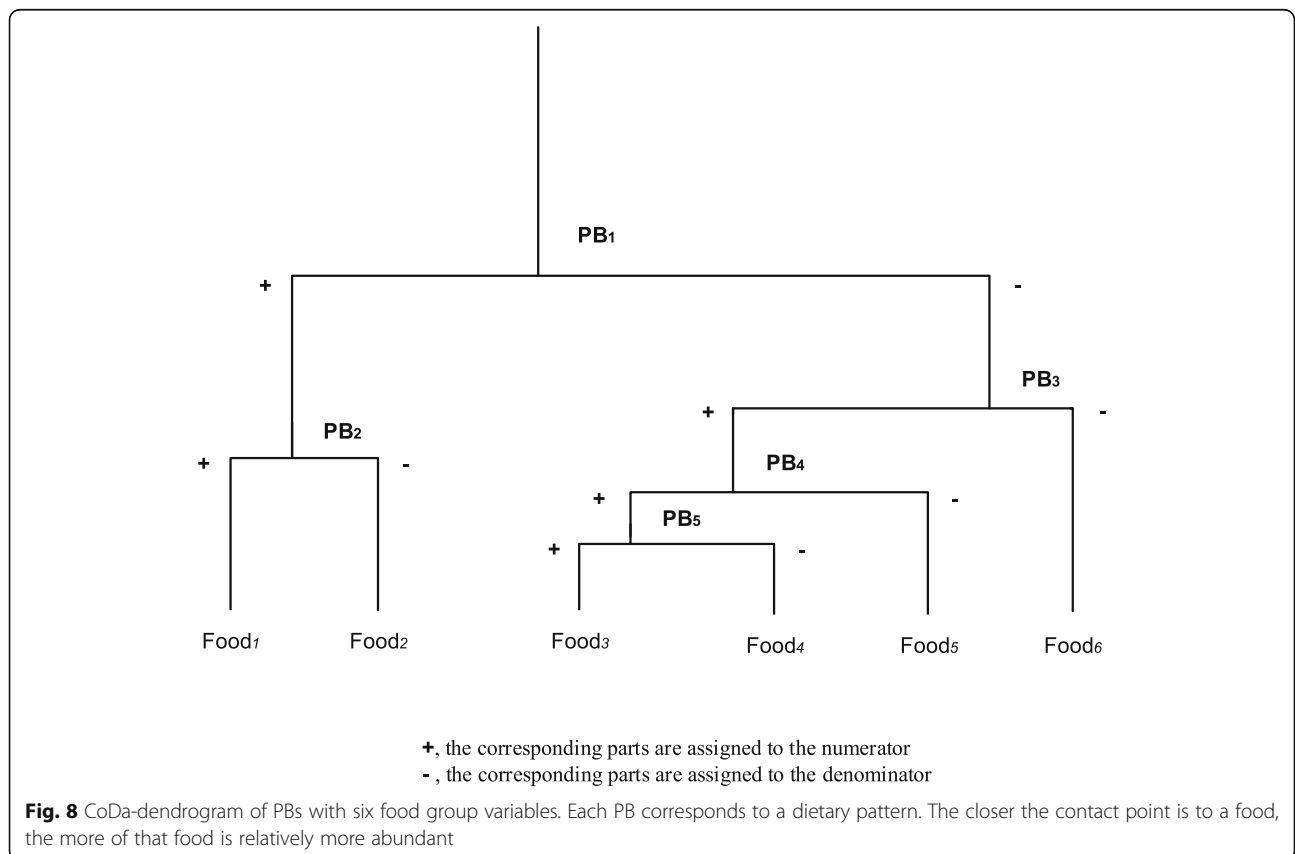 PB1
+ -
PB3
+ -
PB2
+ -
PB4
+ -
PB5
+ -
Food1 Food2 Food3 Food4 Food5 Food6
+, the corresponding parts are assigned to the numerator
- , the corresponding parts are assigned to the denominator
Fig. 8 CoDa-dendrogram of PBs with six food group variables. Each PB corresponds to a dietary pattern. The closer the contact point is to a food,
the more of that food is relatively more abundant